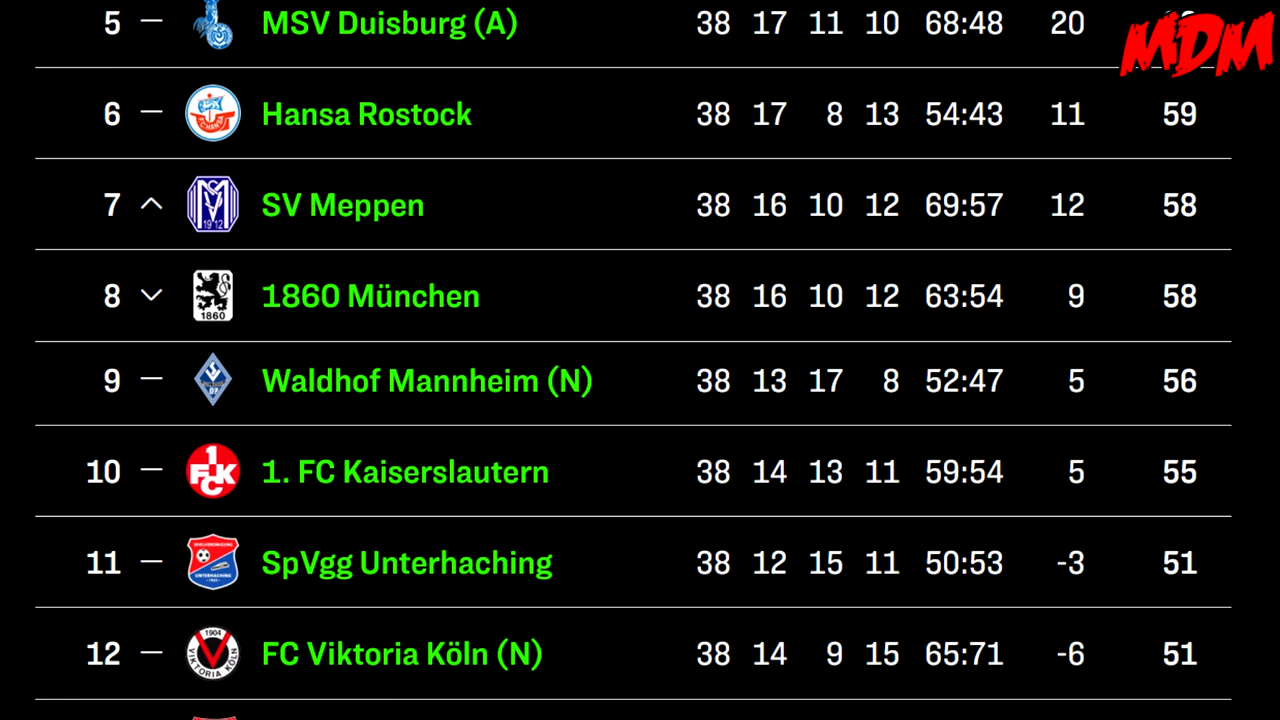 5 — MSV Duisburg (A) 38 17 11 10 68:48 20
MDM
6 — Hansa Rostock 38 17 8 13 54:43 11 59
7 SV Meppen 38 16 10 12 69:57 12 58
8 1860 München 38 16 10 12 63:54 9 58
1860
9 — Waldhof Mannheim (N) 38 13 17 8 52:47 5 56
10 — 1. FC Kaiserslautern 38 14 13 11 59:54 5 55
11 — SpVgg Unterhaching 38 12 15 11 50:53 -3 51
12 — FC Viktoria Köln (N) 38 14 9 15 65:71 -6 51
1904
VIKTORIA KÖLN